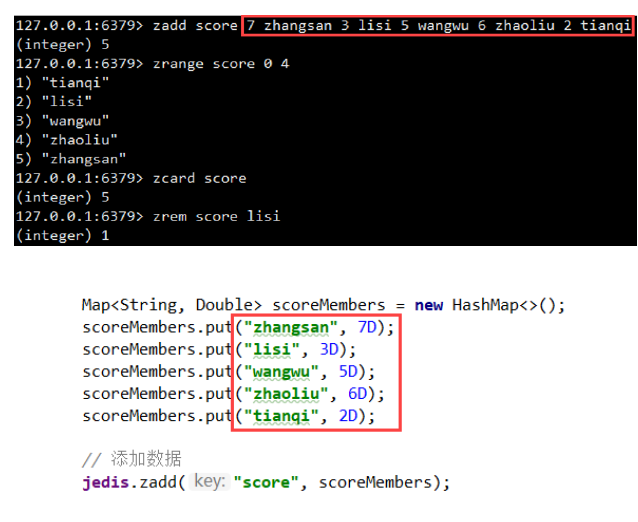 127.0.0.1:6379> zadd score 7 zhangsan 3 lisi 5 wangwu 6 zhaoliu 2 tianqi
(integer) 5
127.0.0.1:6379> zrange score 0 4
1) "tianqi"
2) "lisi"
3) "wangwu"
4) "zhaoliu"
5) "zhangsan"
127.0.0.1:6379> zcard score
(integer) 5
127.0.0.1:6379> zrem score lisi
(integer) 1
Map<String, Double> scoreMembers = new HashMap<>();
scoreMembers.put("zhangsan", 7D);
scoreMembers.put("lisi", 3D);
scoreMembers.put("wangwu", 5D);
scoreMembers.put("zhaoliu", 6D);
scoreMembers.put("tianqi", 2D);
// 添加数据
jedis.zadd( key: "score", scoreMembers);